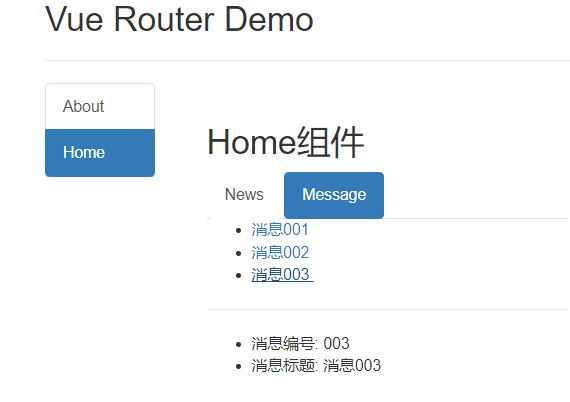 Vue Router Demo
About
Home
Home组件
News Message
消息001
消息002
消息003
消息编号: 003
消息标题: 消息003